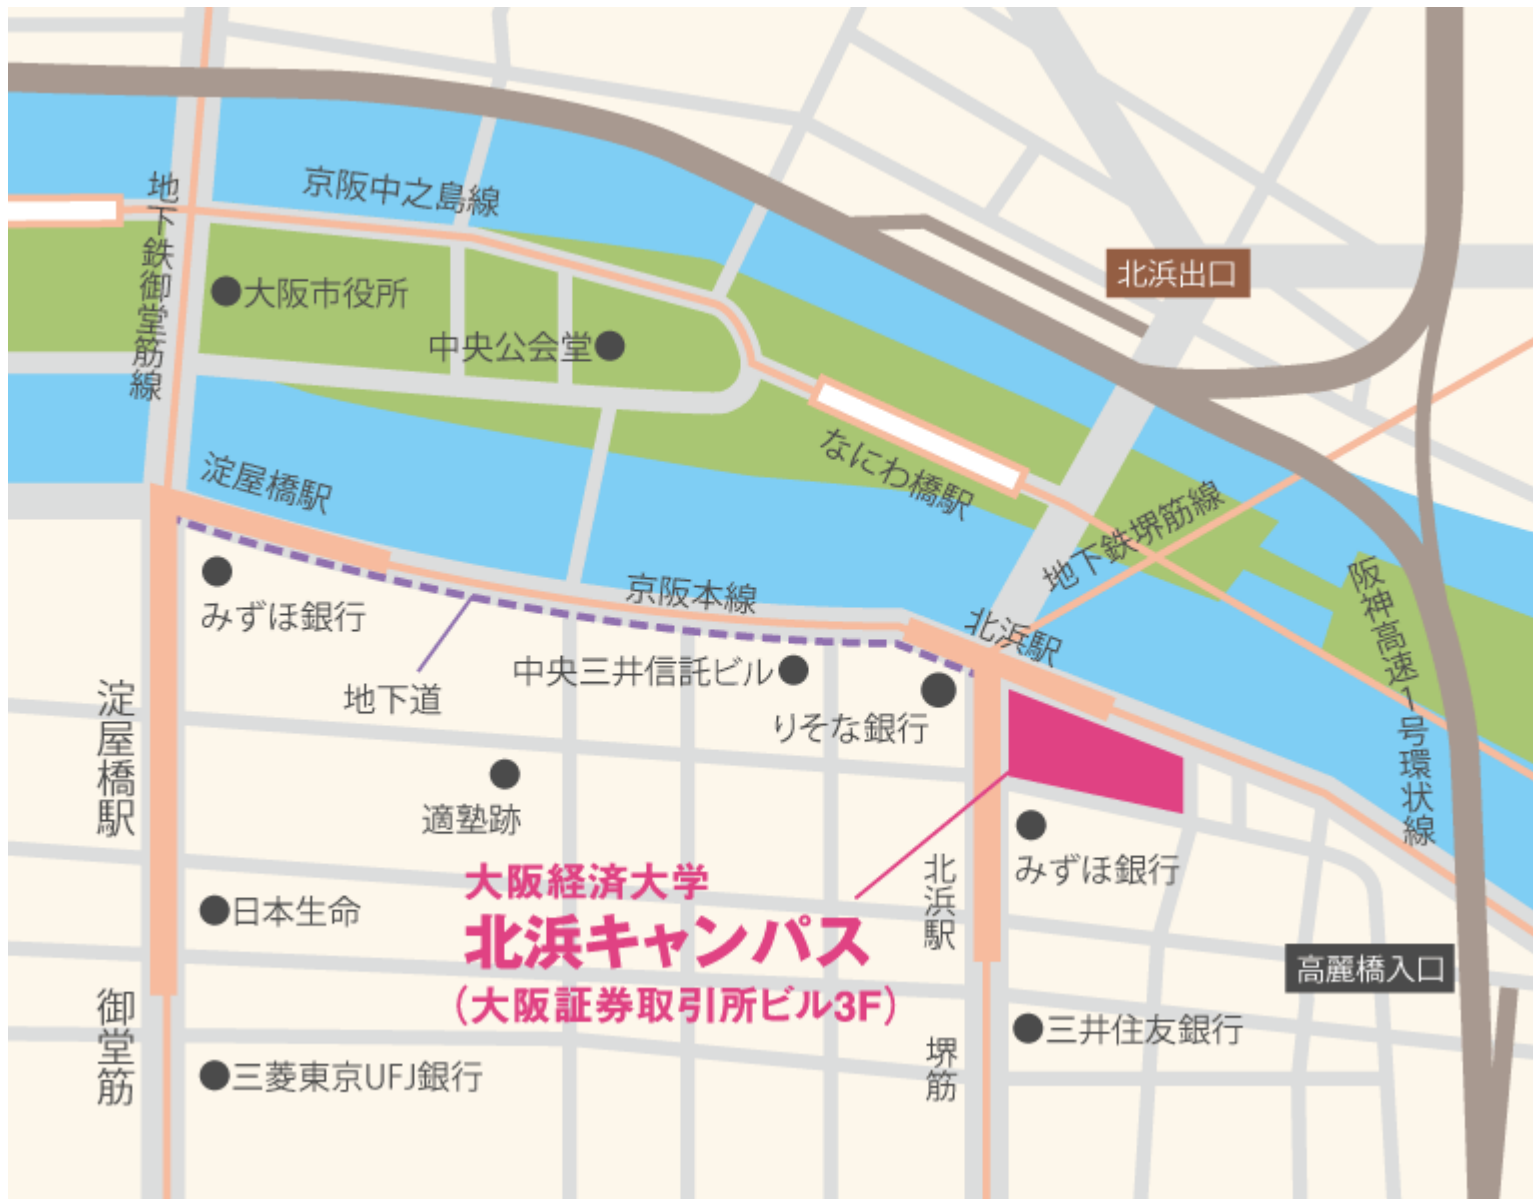 京阪中之島線
地下鉄御堂筋線
北浜出口
大阪市役所
中央公会堂
なにわ橋駅
淀屋橋駅
地下鉄堺筋線
京阪本線
北浜駅
阪神高速1号環状線
みずほ銀行
地下道
中央三井信託ビル
りそな銀行
淀屋橋駅
適塾跡
みずほ銀行
大阪経済大学
北浜キャンパス
(大阪証券取引所ビル3F)
北浜駅
日本生命
高麗橋入口
御堂筋
三井住友銀行
堺筋
三菱東京UFJ銀行